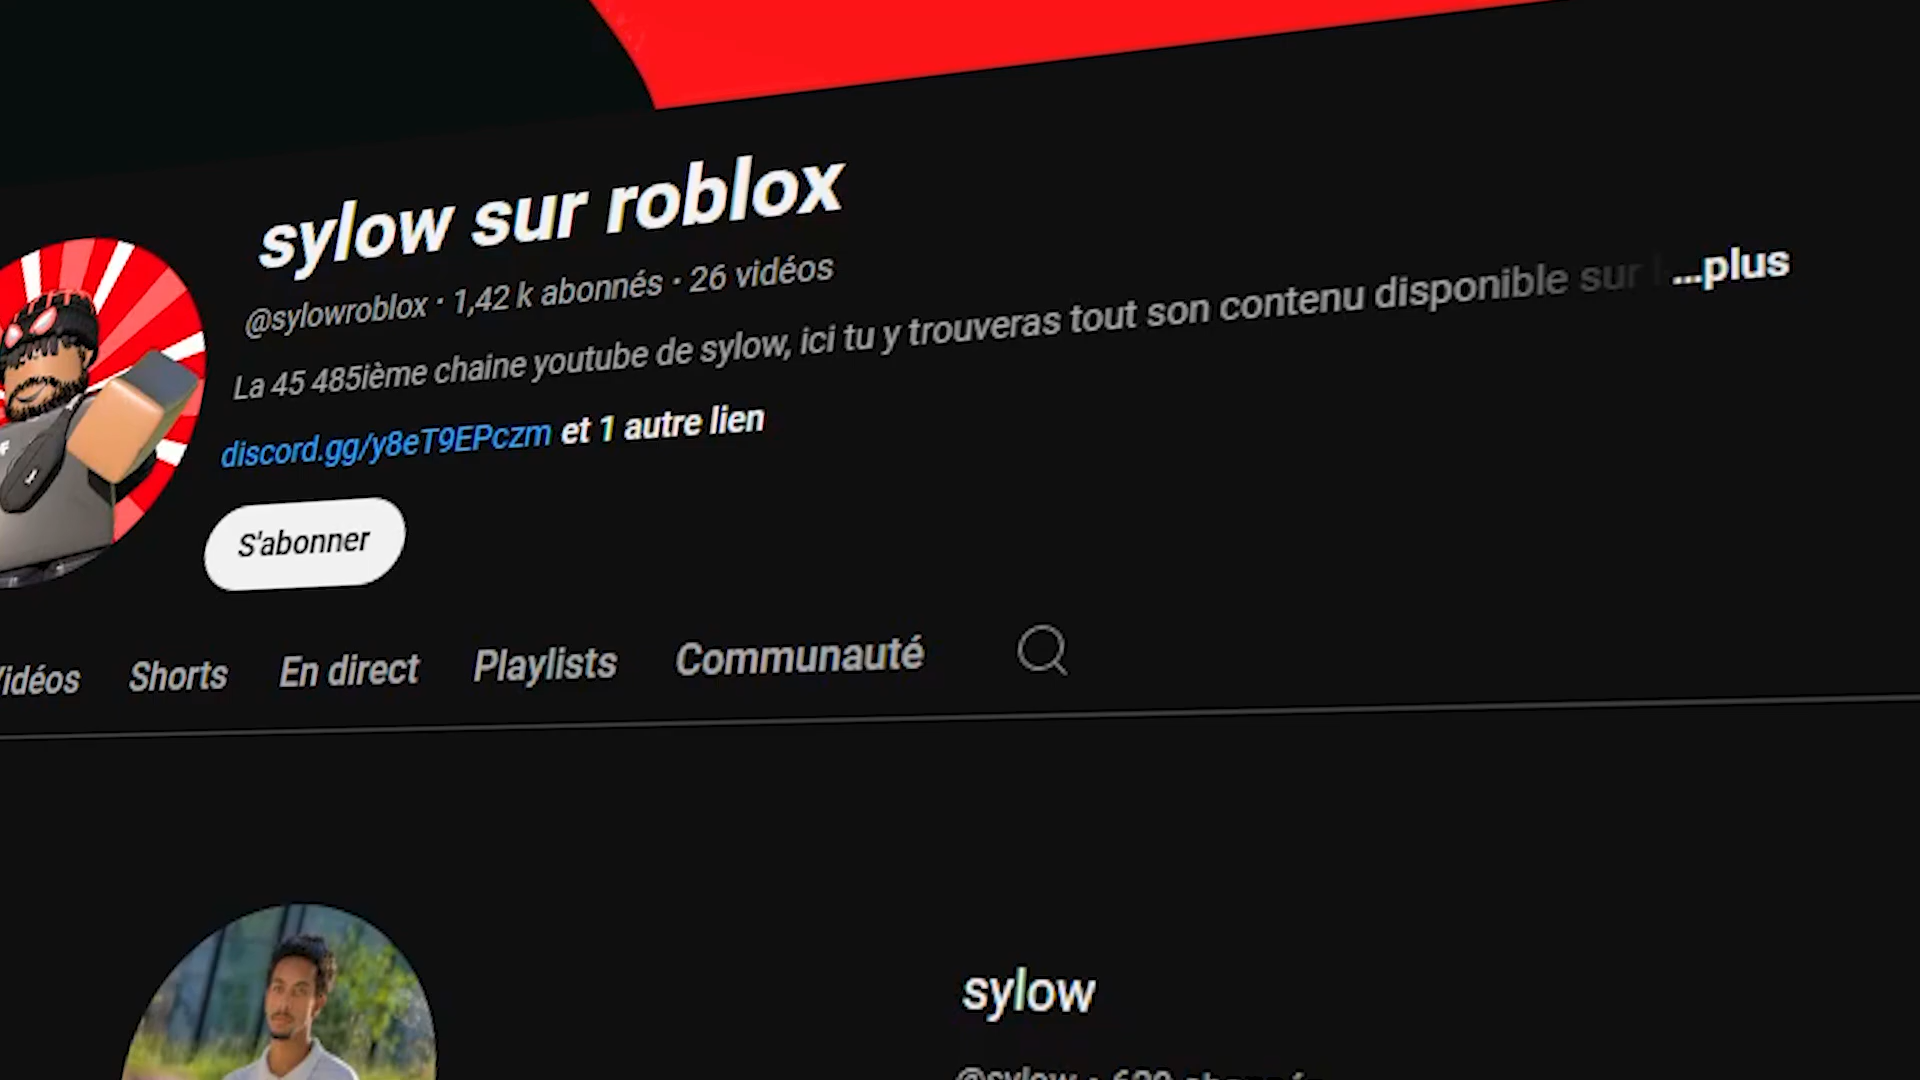 sylow sur roblox
@sylowroblox · 1,42 k abonnés · 26 vidéos
La 45 485ième chaine youtube de sylow, ici tu y trouveras tout son contenu disponible sur ...plus
discord.gg/y8eT9EPczm et 1 autre lien
S'abonner
Vidéos Shorts En direct Playlists Communauté
sylow
@sylow ·